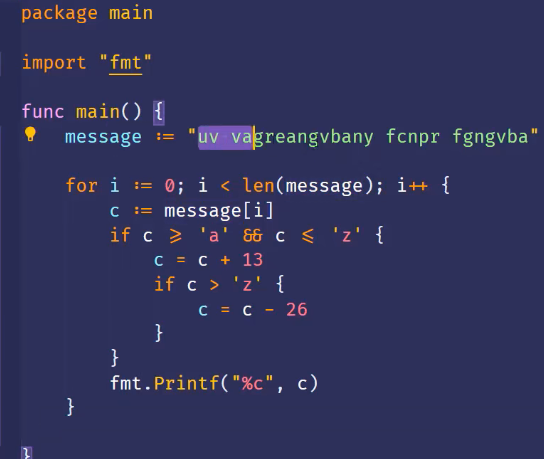 package main
import "fmt"
func main() {
message := "uv vagreangvbany fcnpr fgngvba"
for i := 0; i < len(message); i++ {
c := message[i]
if c >= 'a' && c <= 'z' {
c = c + 13
if c > 'z' {
c = c - 26
}
}
fmt.Printf("%c", c)
}
}